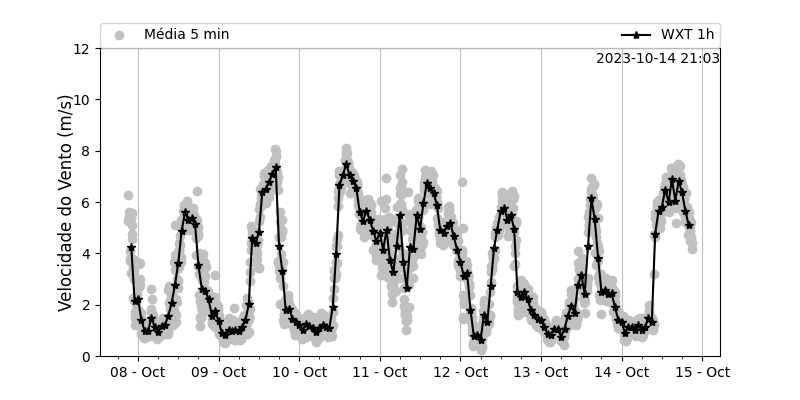 Média 5 min WXT 1h
2023-10-14 21:03
Velocidade do Vento (m/s)
12
10
8
6
4
2
0
08 - Oct 09 - Oct 10 - Oct 11 - Oct 12 - Oct 13 - Oct 14 - Oct 15 - Oct